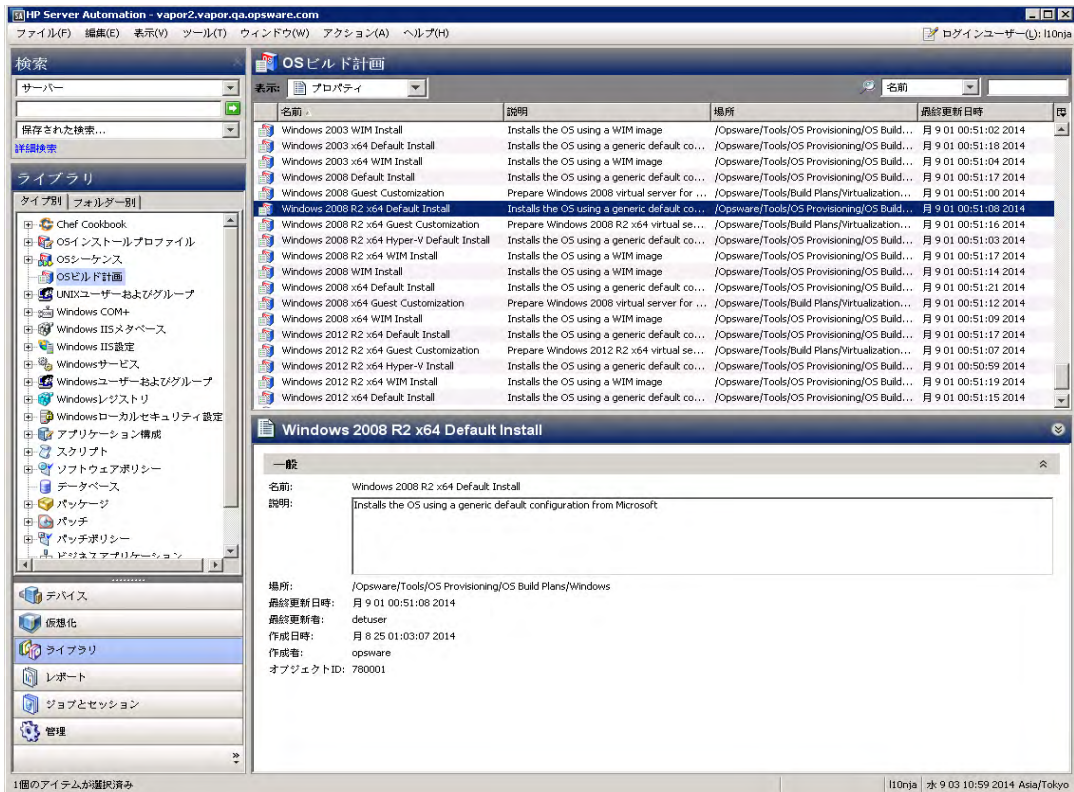 HP Server Automation - vapor2.vapor.qa.opsware.com
ファイル(F) 編集(E) 表示(V) ツール(T) ウィンドウ(W) アクション(A) ヘルプ(H) ログインユーザー(L): l10nja
検索
サーバー
保存された検索...
詳細検索
ライブラリ
タイプ別 フォルダー別
Chef Cookbook
OSインストールプロファイル
OSシーケンス
OSビルド計画
UNIXユーザーおよびグループ
Windows COM+
Windows IISメタベース
Windows IIS設定
Windowsサービス
Windowsユーザーおよびグループ
Windowsレジストリ
Windowsローカルセキュリティ設定
アプリケーション構成
スクリプト
ソフトウェアポリシー
データベース
パッケージ
パッチ
パッチポリシー
ビジネスアプリケーション
デバイス
仮想化
ライブラリ
レポート
ジョブとセッション
管理
OSビルド計画
表示: プロパティ 名前
名前 説明 場所 最終更新日時
Windows 2003 WIM Install Installs the OS using a WIM image /Opsware/Tools/OS Provisioning/OS Build... 月 9 01 00:51:02 2014
Windows 2003 x64 Default Install Installs the OS using a generic default co... /Opsware/Tools/OS Provisioning/OS Build... 月 9 01 00:51:18 2014
Windows 2003 x64 WIM Install Installs the OS using a WIM image /Opsware/Tools/OS Provisioning/OS Build... 月 9 01 00:51:04 2014
Windows 2008 Default Install Installs the OS using a generic default co... /Opsware/Tools/OS Provisioning/OS Build... 月 9 01 00:51:17 2014
Windows 2008 Guest Customization Prepare Windows 2008 virtual server for ... /Opsware/Tools/Build Plans/Virtualization... 月 9 01 00:51:00 2014
Windows 2008 R2 x64 Default Install Installs the OS using a generic default co... /Opsware/Tools/OS Provisioning/OS Build... 月 9 01 00:51:08 2014
Windows 2008 R2 x64 Guest Customization Prepare Windows 2008 R2 x64 virtual se... /Opsware/Tools/Build Plans/Virtualization... 月 9 01 00:51:16 2014
Windows 2008 R2 x64 Hyper-V Default Install Installs the OS using a generic default co... /Opsware/Tools/OS Provisioning/OS Build... 月 9 01 00:51:03 2014
Windows 2008 R2 x64 WIM Install Installs the OS using a WIM image /Opsware/Tools/OS Provisioning/OS Build... 月 9 01 00:51:17 2014
Windows 2008 WIM Install Installs the OS using a WIM image /Opsware/Tools/OS Provisioning/OS Build... 月 9 01 00:51:14 2014
Windows 2008 x64 Default Install Installs the OS using a generic default co... /Opsware/Tools/OS Provisioning/OS Build... 月 9 01 00:51:21 2014
Windows 2008 x64 Guest Customization Prepare Windows 2008 virtual server for ... /Opsware/Tools/Build Plans/Virtualization... 月 9 01 00:51:12 2014
Windows 2008 x64 WIM Install Installs the OS using a WIM image /Opsware/Tools/OS Provisioning/OS Build... 月 9 01 00:51:09 2014
Windows 2012 R2 x64 Default Install Installs the OS using a generic default co... /Opsware/Tools/OS Provisioning/OS Build... 月 9 01 00:51:17 2014
Windows 2012 R2 x64 Guest Customization Prepare Windows 2012 R2 x64 virtual se... /Opsware/Tools/Build Plans/Virtualization... 月 9 01 00:51:07 2014
Windows 2012 R2 x64 Hyper-V Install Installs the OS using a generic default co... /Opsware/Tools/OS Provisioning/OS Build... 月 9 01 00:50:59 2014
Windows 2012 R2 x64 WIM Install Installs the OS using a WIM image /Opsware/Tools/OS Provisioning/OS Build... 月 9 01 00:51:19 2014
Windows 2012 x64 Default Install Installs the OS using a generic default co... /Opsware/Tools/OS Provisioning/OS Build... 月 9 01 00:51:15 2014
Windows 2008 R2 x64 Default Install
一般
名前: Windows 2008 R2 x64 Default Install
説明: Installs the OS using a generic default configuration from Microsoft
場所: /Opsware/Tools/OS Provisioning/OS Build Plans/Windows
最終更新日時: 月 9 01 00:51:08 2014
最終更新者: detuser
作成日時: 月 8 25 01:03:07 2014
作成者: opsware
オブジェクトID: 780001
1個のアイテムが選択済み l10nja 水 9 03 10:59 2014 Asia/Tokyo